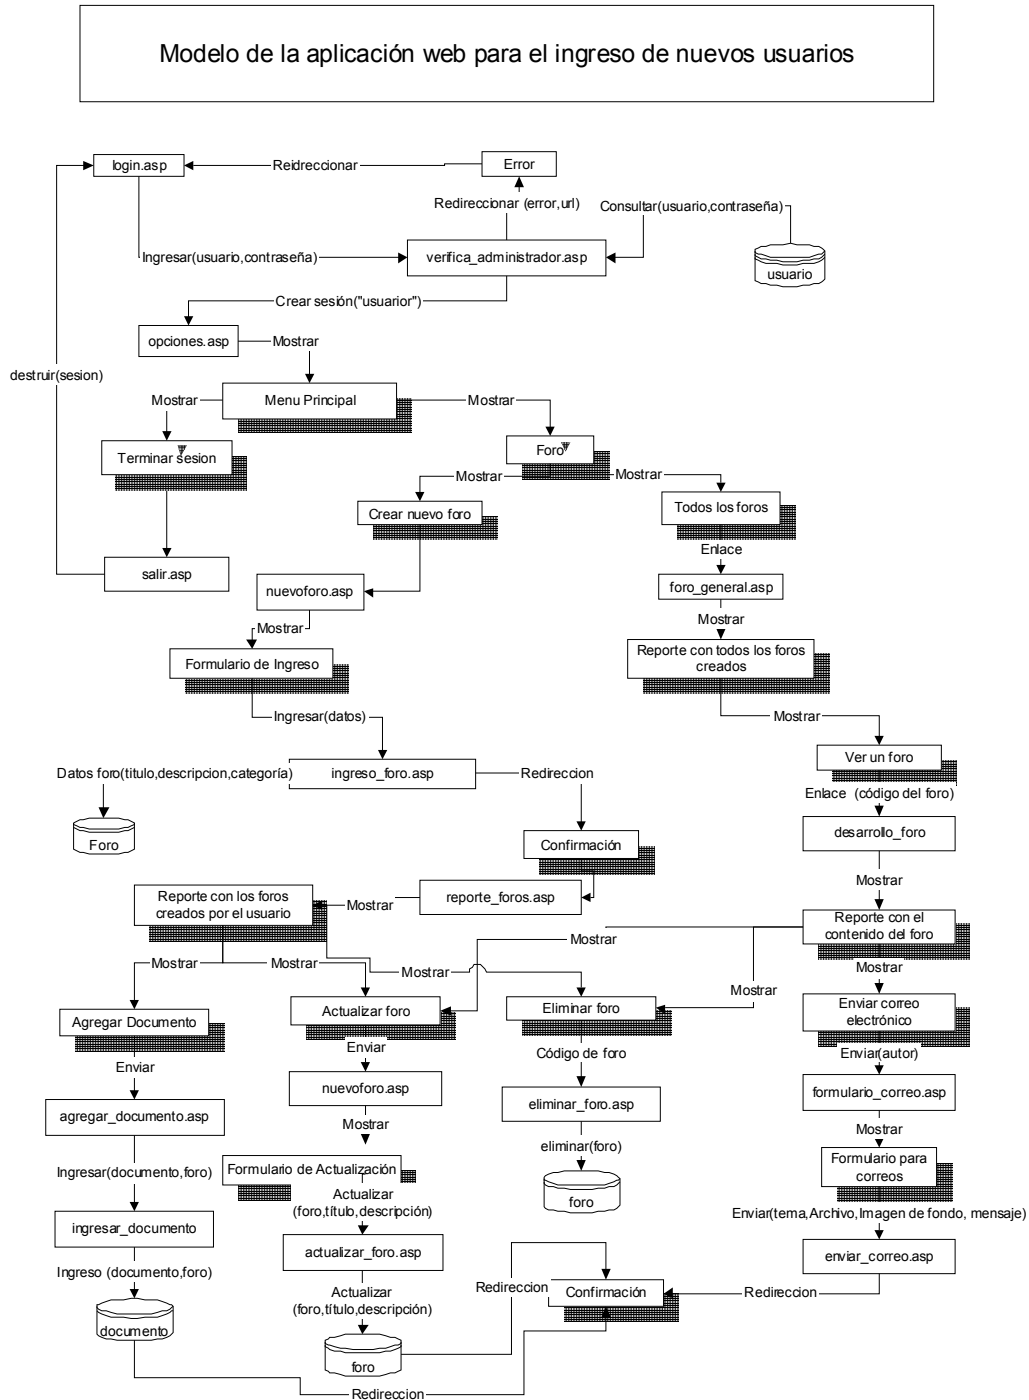 Modelo de la aplicación web para el ingreso de nuevos usuarios
login.asp
Reidreccionar
Error
Redireccionar (error,url)
Consultar(usuario,contraseña)
Ingresar(usuario,contraseña)
verifica_administrador.asp
usuario
Crear sesión("usuarior")
opciones.asp
Mostrar
destruir(sesion)
Mostrar
Menu Principal
Mostrar
Terminar sesion
Foro
Mostrar
Mostrar
Crear nuevo foro
Todos los foros
Enlace
salir.asp
nuevoforo.asp
foro_general.asp
Mostrar
Mostrar
Formulario de Ingreso
Reporte con todos los foros
creados
Ingresar(datos)
Mostrar
Ver un foro
Datos foro(titulo,descripcion,categoría)
ingreso_foro.asp
Redireccion
Enlace (código del foro)
Foro
desarrollo_foro
Confirmación
Mostrar
Reporte con los foros
creados por el usuario
Mostrar
reporte_foros.asp
Reporte con el
contenido del foro
Mostrar
Mostrar
Mostrar
Mostrar
Mostrar
Mostrar
Agregar Documento
Actualizar foro
Eliminar foro
Enviar correo
electrónico
Enviar
Enviar
Código de foro
Enviar(autor)
agregar_documento.asp
nuevoforo.asp
eliminar_foro.asp
formulario_correo.asp
Mostrar
Mostrar
Ingresar(documento,foro)
eliminar(foro)
Formulario de Actualización
Formulario para
correos
Actualizar
(foro,título,descripción)
foro
Enviar(tema,Archivo,Imagen de fondo, mensaje)
ingresar_documento
actualizar_foro.asp
enviar_correo.asp
Ingreso (documento,foro)
Actualizar
(foro,título,descripción)
Redireccion
Confirmación
Redireccion
documento
foro
Redireccion